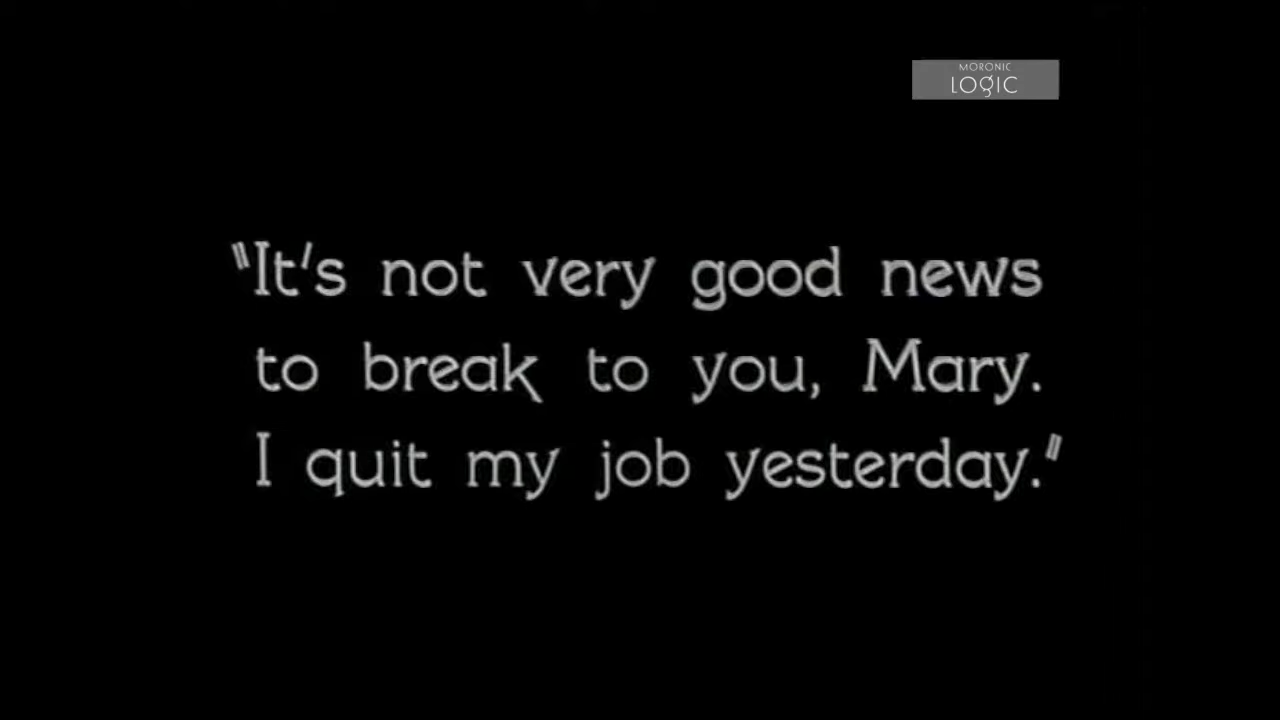 MORONIC
LOGIC
"It's not very good news
to break to you, Mary.
I quit my job yesterday."